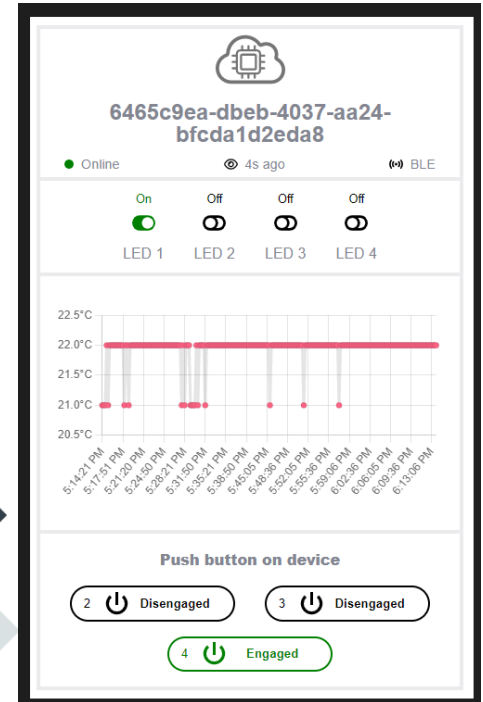 6465c9ea-dbeb-4037-aa24-
bfcda1d2eda8
Online 4s ago BLE
On Off Off Off
LED 1 LED 2 LED 3 LED 4
22.5°C
22.0°C
21.5°C
21.0°C
20.5°C
5:14:21 PM 5:17:51 PM 5:21:20 PM 5:24:50 PM 5:28:21 PM 5:31:50 PM 5:35:21 PM 5:38:50 PM 5:45:05 PM 5:48:36 PM 5:52:05 PM 5:55:36 PM 5:59:06 PM 6:02:36 PM 6:06:05 PM 6:09:36 PM 6:13:06 PM
Push button on device
2 Disengaged 3 Disengaged
4 Engaged